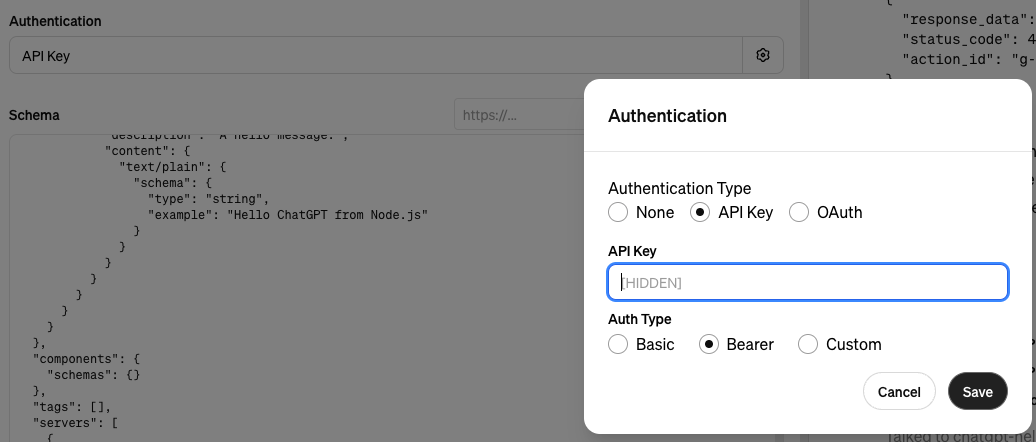 Authentication
API Key
Schema
https://...
"description": "A hello message.",
"content": {
"text/plain": {
"schema": {
"type": "string",
"example": "Hello ChatGPT from Node.js"
}
}
}
}
}
}
}
},
"components": {
"schemas": {}
},
"tags": [],
"servers": [
{
{
"response_data":
"status_code": 4
"action_id": "g-
}
Authentication
Authentication Type
None API Key OAuth
API Key
[HIDDEN]
Auth Type
Basic Bearer Custom
Cancel Save
Talked to chatgpt-hel